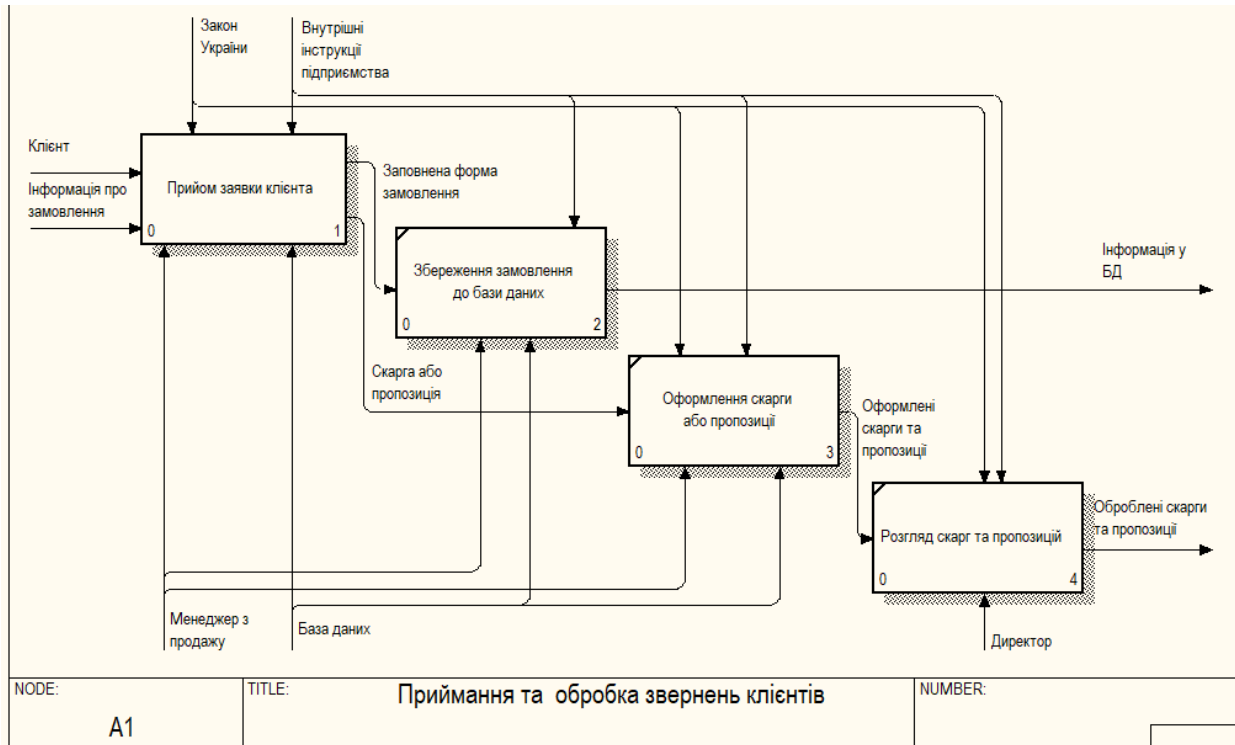 Закон
України
Внутрішні
інструкції
підприємства
Клієнт
Інформація про
замовлення
Прийом заявки клієнта
0
1
Заповнена форма
замовлення
Збереження замовлення
до бази даних
0
2
Інформація у
БД
Скарга або
пропозиція
Оформлення скарги
або пропозиції
0
3
Оформлені
скарги та
пропозиції
Розгляд скарг та пропозицій
0
4
Оброблені скарги
та пропозиції
Менеджер з
продажу
База даних
Директор
NODE:
A1
TITLE:
Приймання та обробка звернень клієнтів
NUMBER: